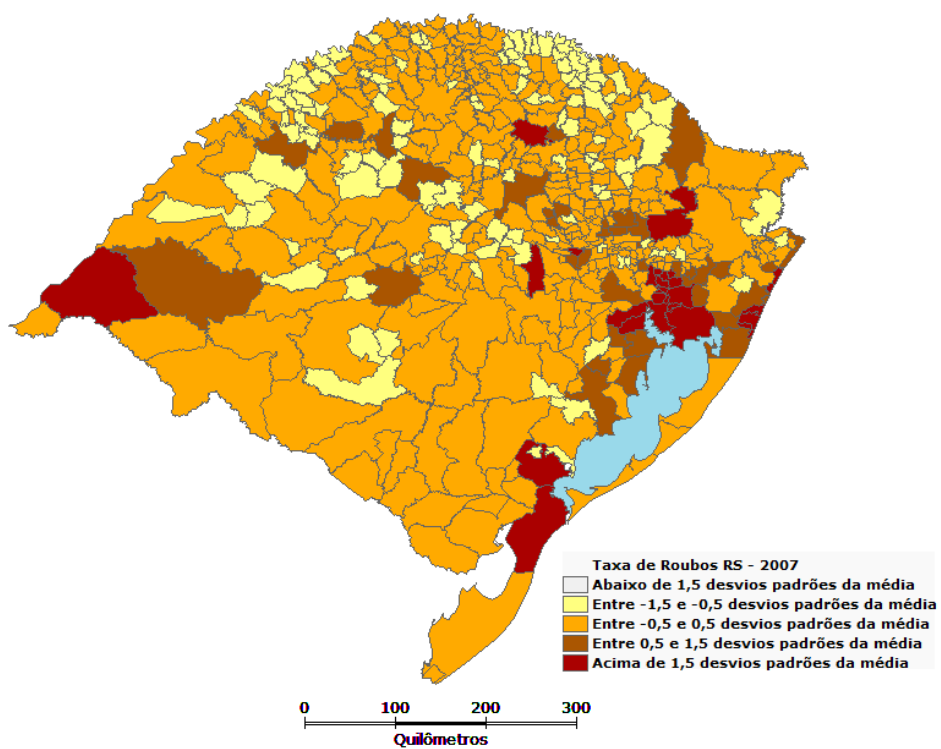 Taxa de Roubos RS - 2007
Abaixo de 1,5 desvios padrões da média
Entre -1,5 e -0,5 desvios padrões da média
Entre -0,5 e 0,5 desvios padrões da média
Entre 0,5 e 1,5 desvios padrões da média
Acima de 1,5 desvios padrões da média
0 100 200 300
Quilômetros